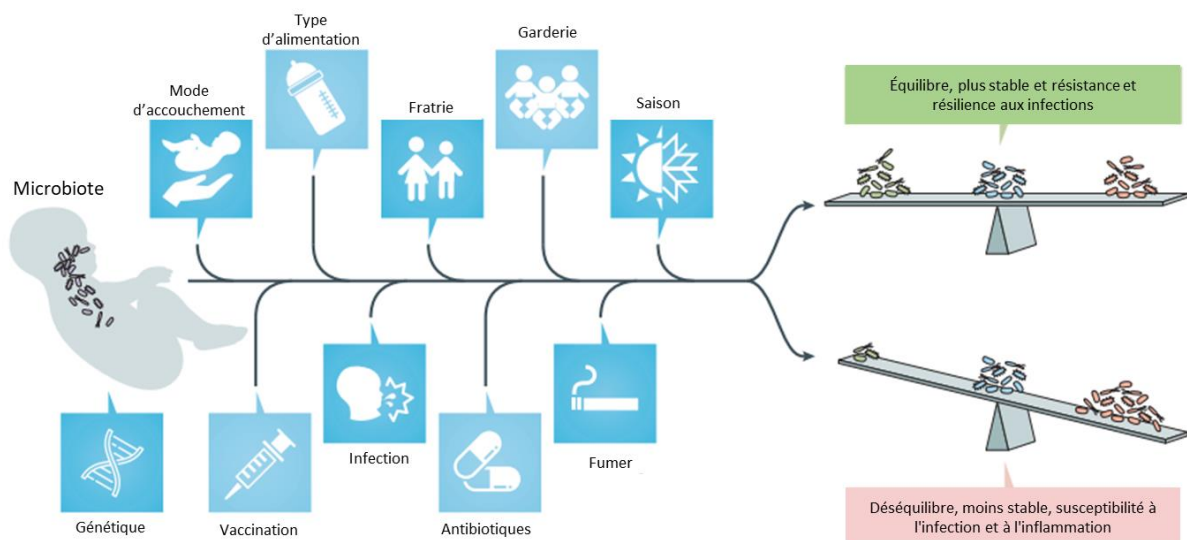 Type
d'alimentation
Garderie
Mode
d'accouchement
Fratrie
Saison
Équilibre, plus stable et résistance et
résilience aux infections
Microbiote
Génétique
Vaccination
Infection
Antibiotiques
Fumer
Déséquilibre, moins stable, susceptibilité à
l'infection et à l'inflammation